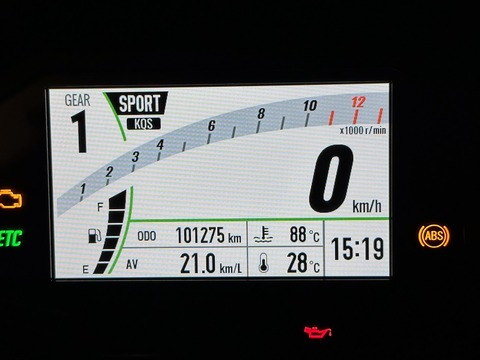 GEAR
1
SPORT
KQS
1 2 3 4 6 8 10 12
x1000 r/min
0 km/h
F
E
ETC
ODO 101275 km
88 °C
AV 21.0 km/L
28 °C
15:19
ABS